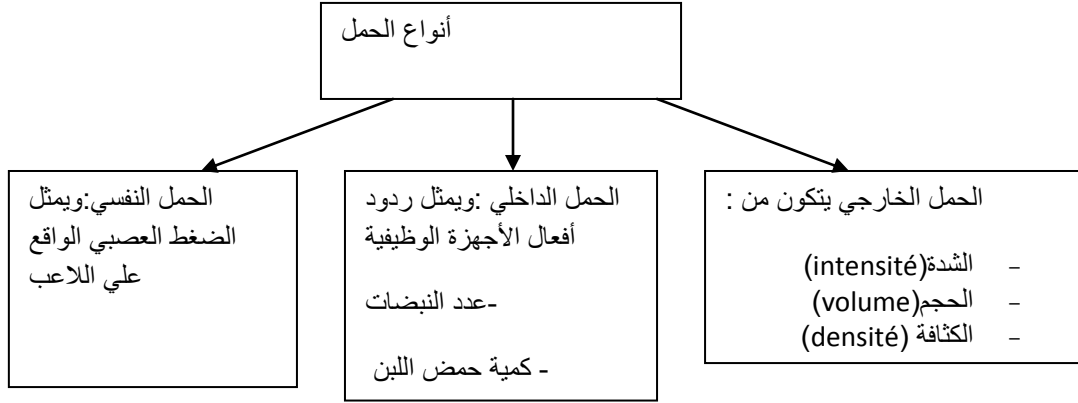 أنواع الحمل
الحمل الخارجي يتكون من :
- الشدة(intensité)
- الحجم(volume)
- الكثافة (densité)
الحمل الداخلي :ويمثل ردود
أفعال الأجهزة الوظيفية
-عدد النبضات
- كمية حمض اللبن
الحمل النفسي:ويمثل
الضغط العصبي الواقع
علي اللاعب